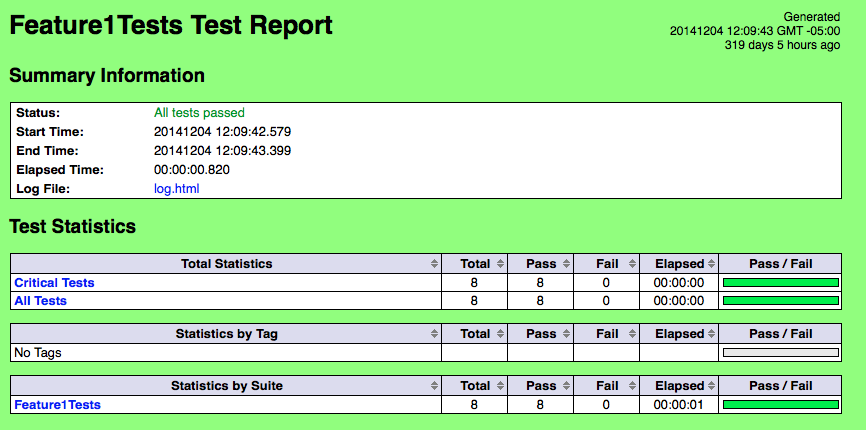 Feature1Tests Test Report
Generated
20141204 12:09:43 GMT -05:00
319 days 5 hours ago
Summary Information
Status: All tests passed
Start Time: 20141204 12:09:42.579
End Time: 20141204 12:09:43.399
Elapsed Time: 00:00:00.820
Log File: log.html
Test Statistics
Total Statistics Total Pass Fail Elapsed Pass / Fail
Critical Tests 8 8 0 00:00:00
All Tests 8 8 0 00:00:00
Statistics by Tag Total Pass Fail Elapsed Pass / Fail
No Tags
Statistics by Suite Total Pass Fail Elapsed Pass / Fail
Feature1Tests 8 8 0 00:00:01